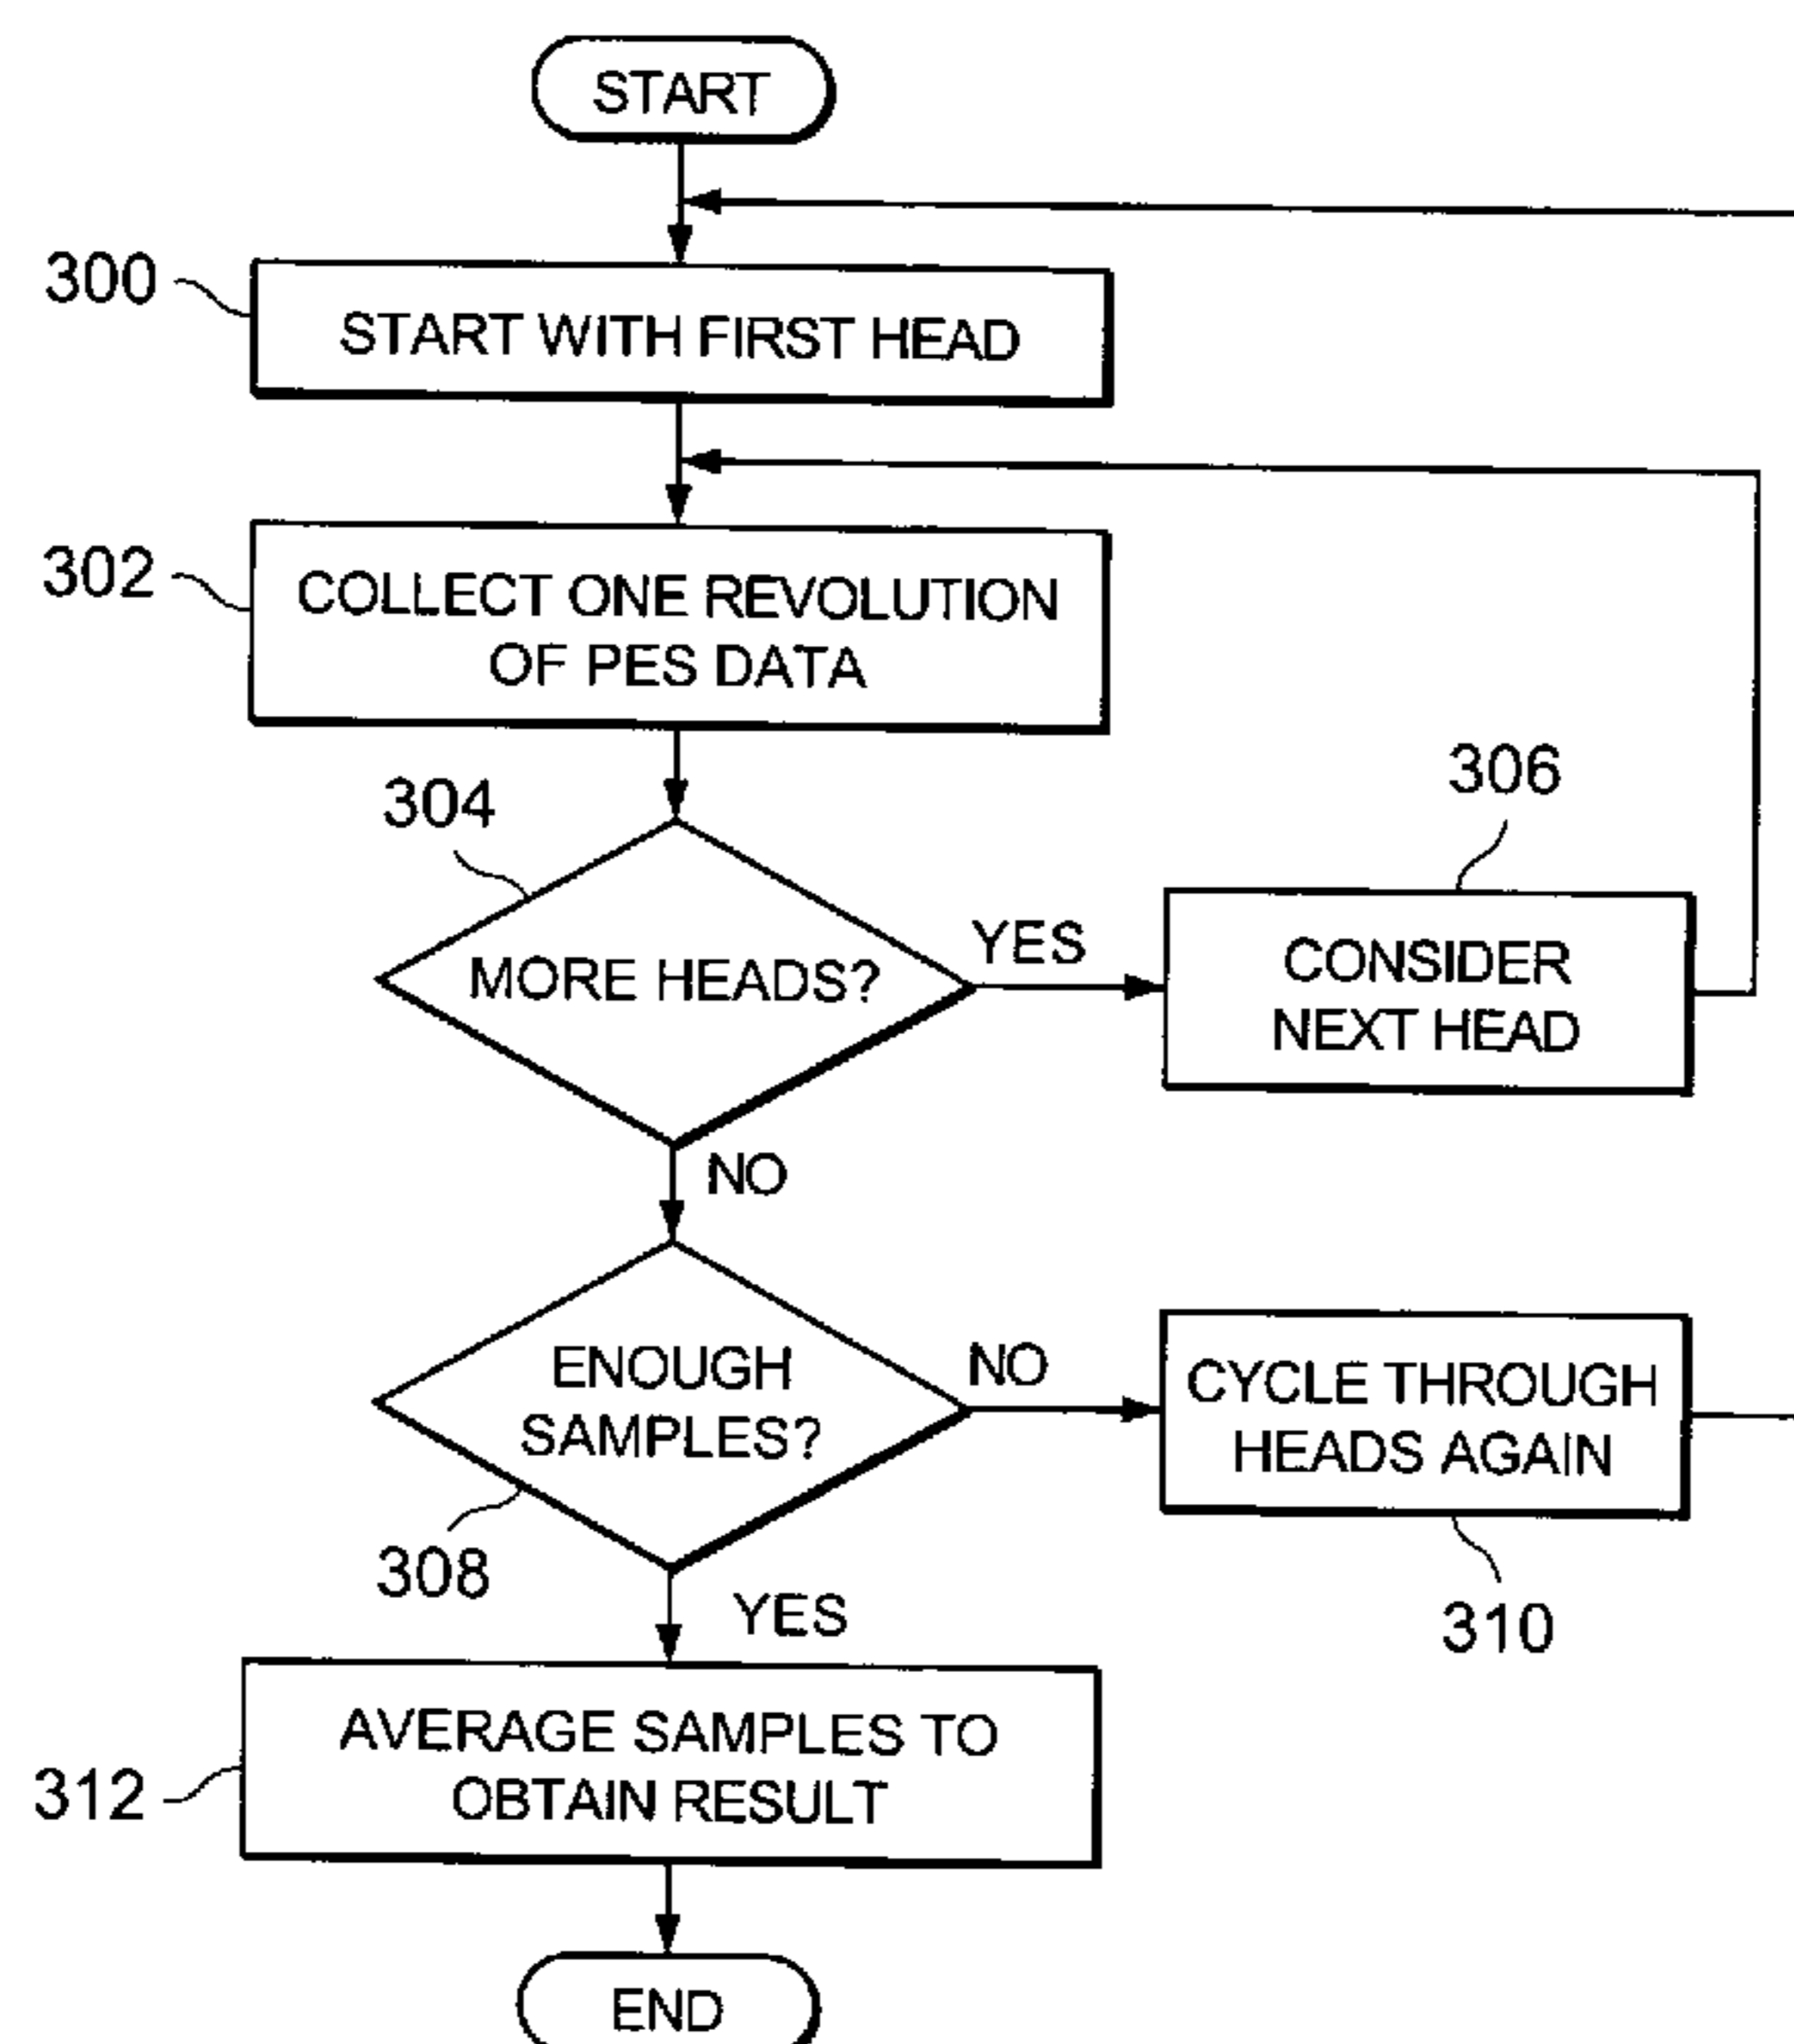 START
300
START WITH FIRST HEAD
302
COLLECT ONE REVOLUTION
OF PES DATA
304
MORE HEADS?
YES
306
CONSIDER
NEXT HEAD
NO
ENOUGH
SAMPLES?
308
NO
CYCLE THROUGH
HEADS AGAIN
310
YES
312
AVERAGE SAMPLES TO
OBTAIN RESULT
END